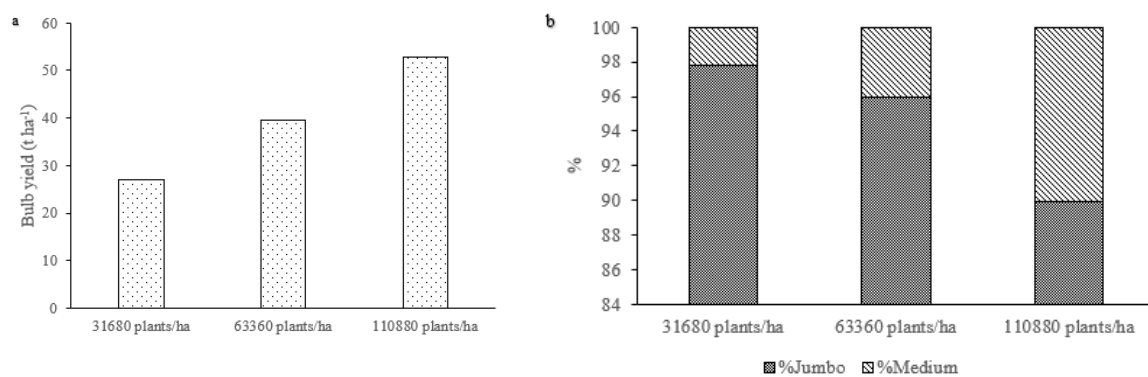 a
60
50
40
30
20
10
0
Bulb yield (t ha⁻¹)
31680 plants/ha 63360 plants/ha 110880 plants/ha
b
100
98
96
94
92
90
88
86
84
%
31680 plants/ha 63360 plants/ha 110880 plants/ha
%Jumbo %Medium